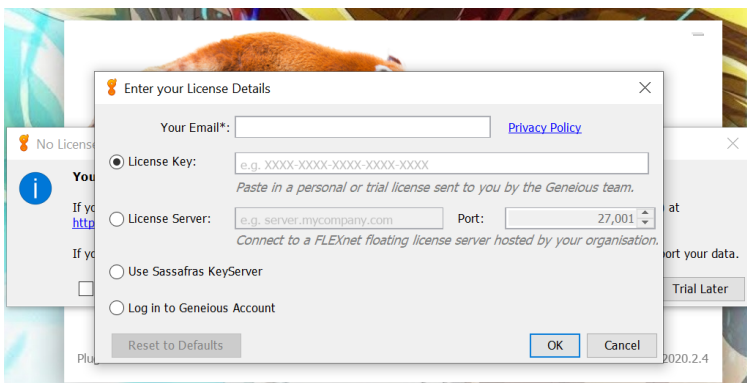 Enter your License Details
Your Email*:
Privacy Policy
No License
License Key:
e.g. XXXX-XXXX-XXXX-XXXX-XXXX
Paste in a personal or trial license sent to you by the Geneious team.
You
If yo
at
http
License Server:
e.g. server.mycompany.com
Port:
27,001
Connect to a FLEXnet floating license server hosted by your organisation.
If yo
ort your data.
Use Sassafras KeyServer
Trial Later
Log in to Geneious Account
Reset to Defaults
OK
Cancel
Plu
2020.2.4